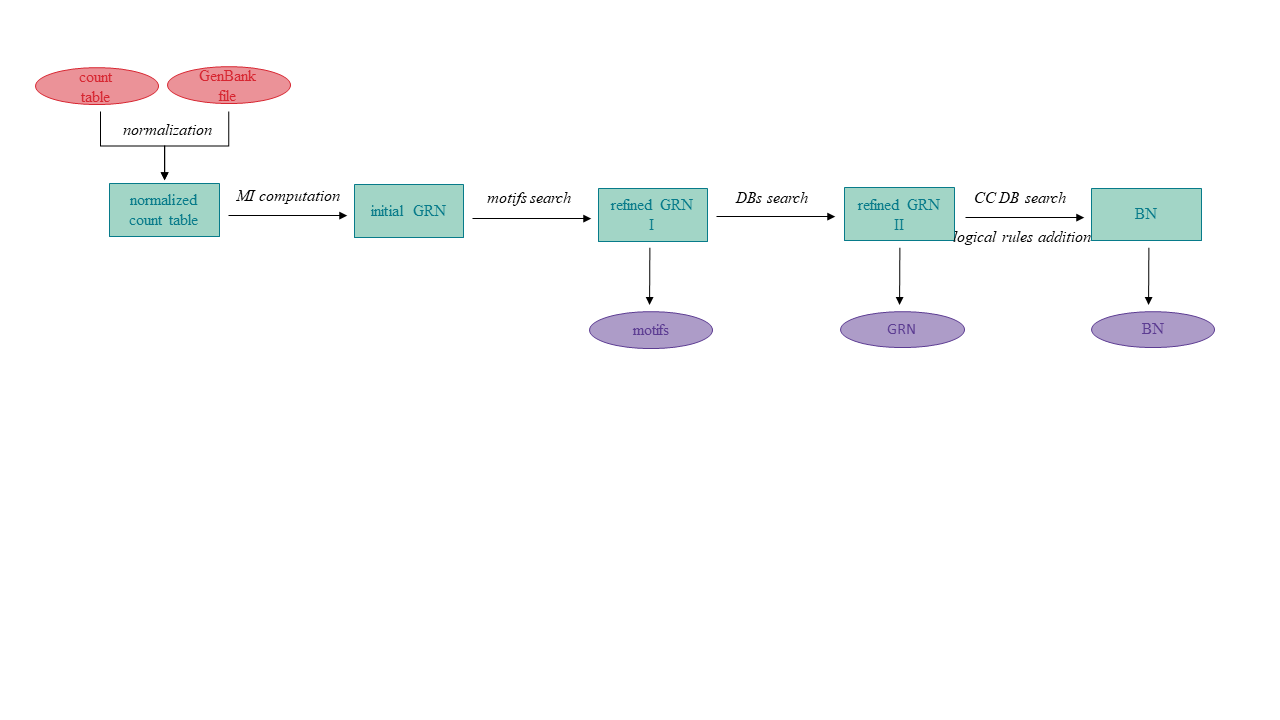 count
table
GenBank
file
normalization
normalized
count table
MI computation
initial GRN
motifs search
refined GRN
I
DBs search
refined GRN
II
CC DB search
logical rules addition
BN
motifs
GRN
BN